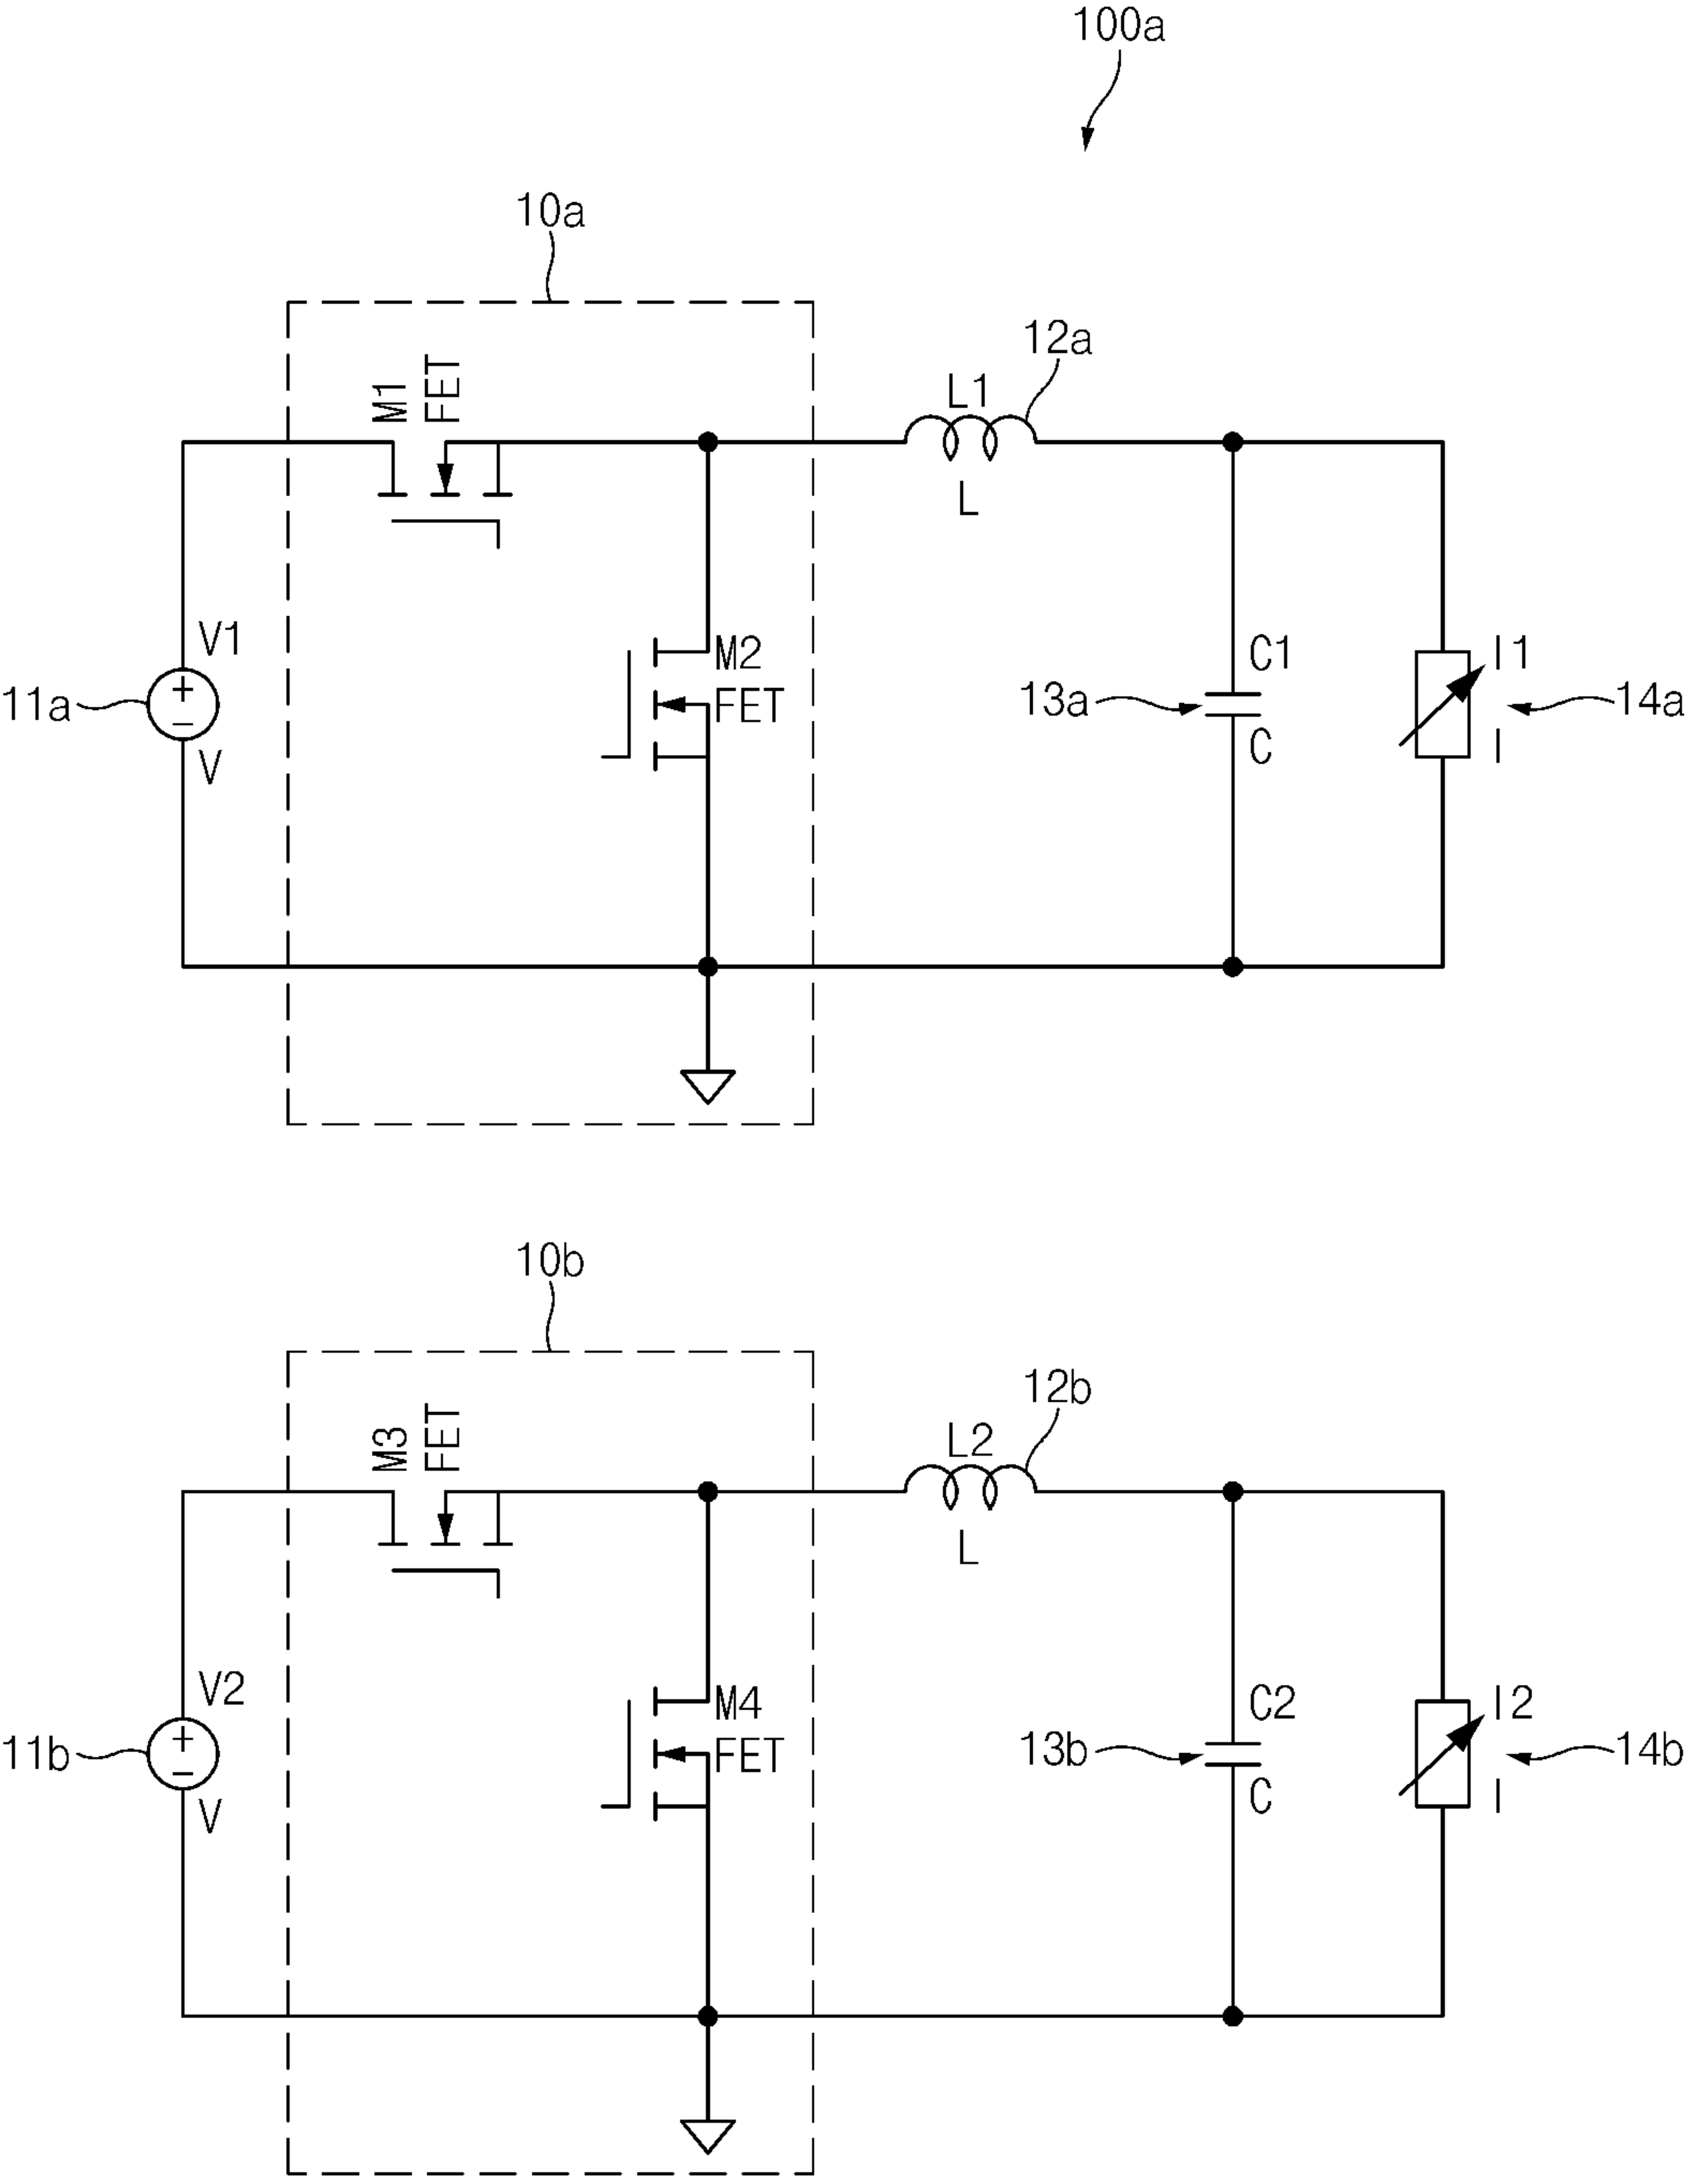 100a
10a
12a
M1
FET
L1
L
V1
+
−
V
11a
M2
FET
C1
C
13a
I1
I
14a
10b
12b
M3
FET
L2
L
V2
+
−
V
11b
M4
FET
C2
C
13b
I2
I
14b